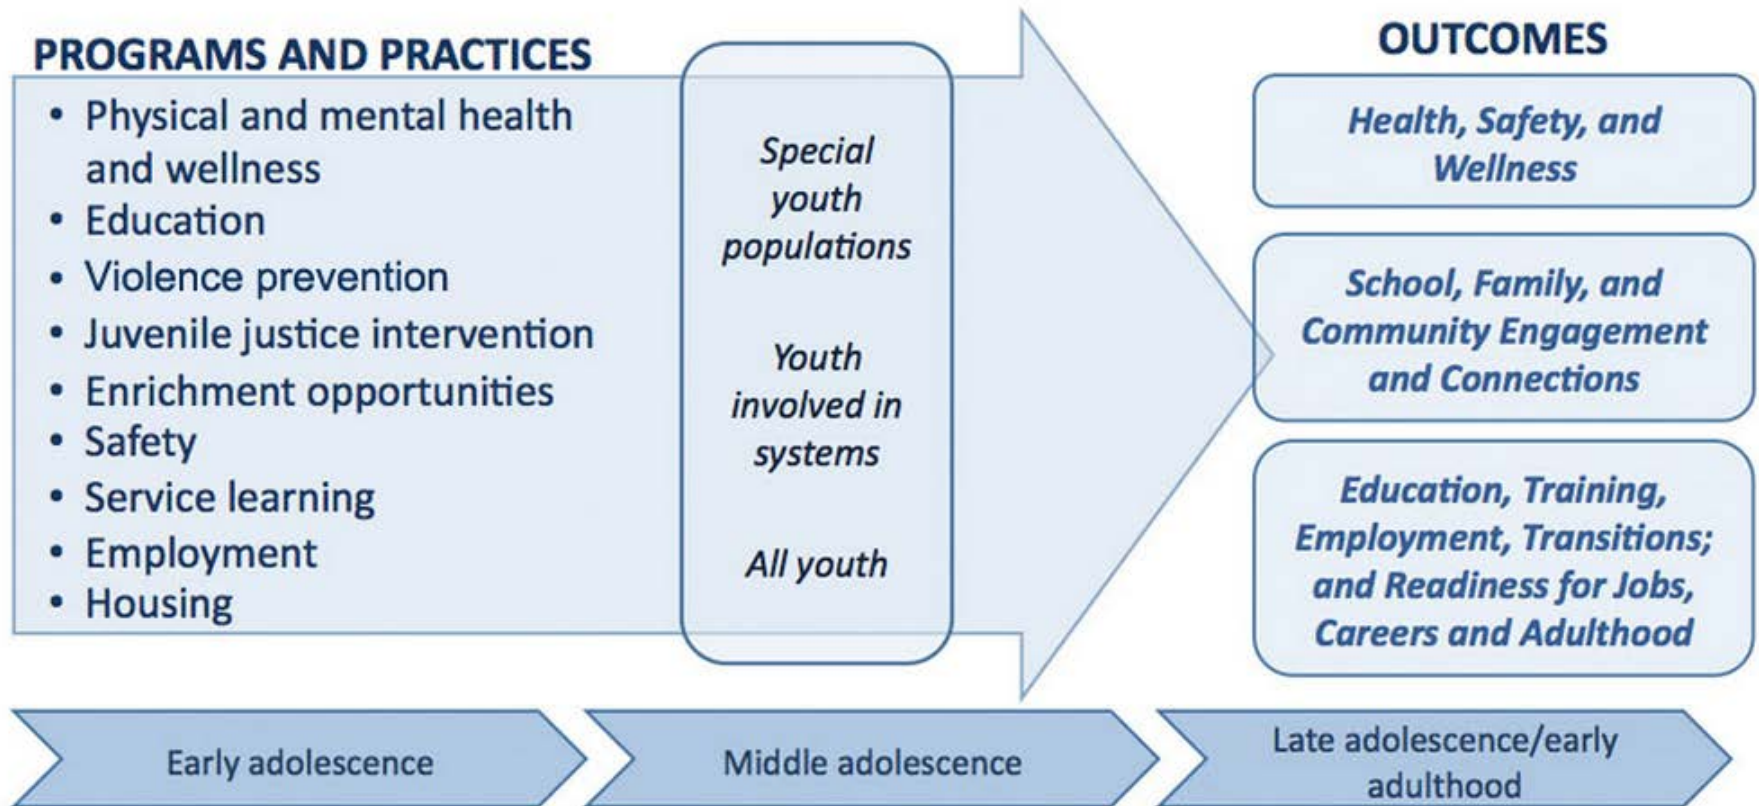 PROGRAMS AND PRACTICES
• Physical and mental health
and wellness
• Education
• Violence prevention
• Juvenile justice intervention
• Enrichment opportunities
• Safety
• Service learning
• Employment
• Housing
Special
youth
populations
Youth
involved in
systems
All youth
OUTCOMES
Health, Safety, and
Wellness
School, Family, and
Community Engagement
and Connections
Education, Training,
Employment, Transitions;
and Readiness for Jobs,
Careers and Adulthood
Early adolescence
Middle adolescence
Late adolescence/early
adulthood